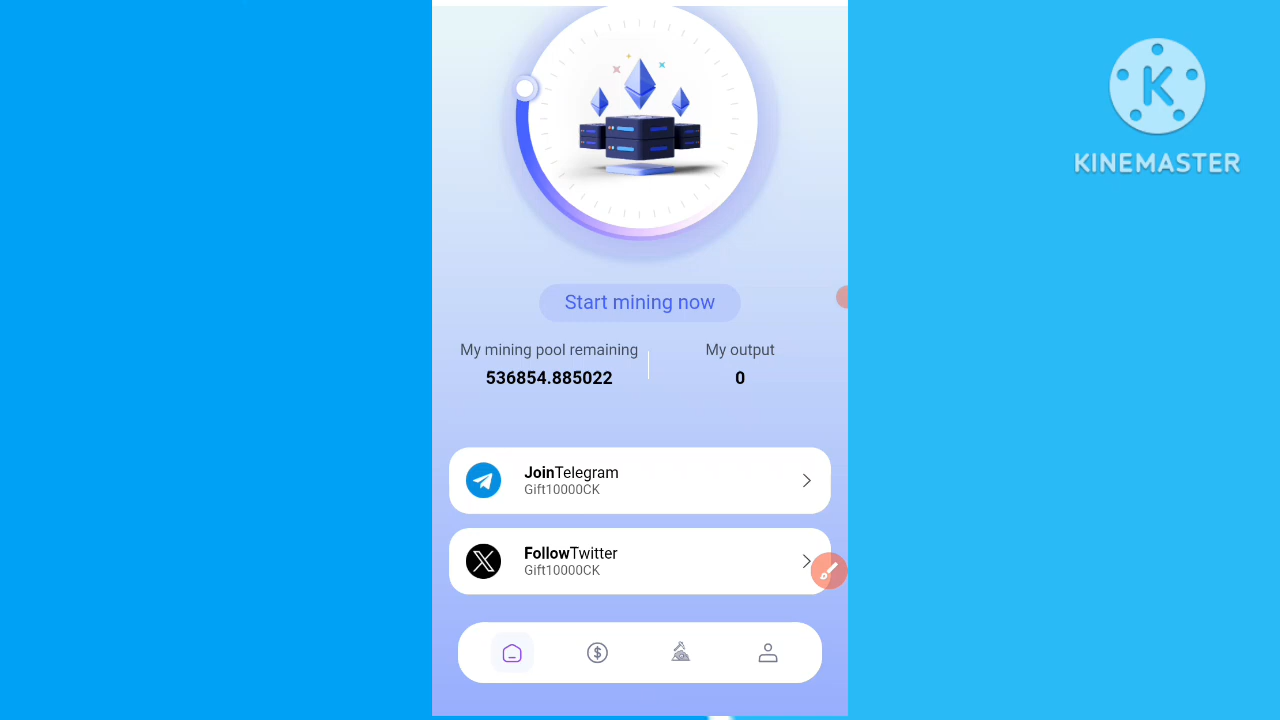 K
KINEMASTER
Start mining now
My mining pool remaining
536854.885022
My output
0
JoinTelegram
Gift10000CK
FollowTwitter
Gift10000CK